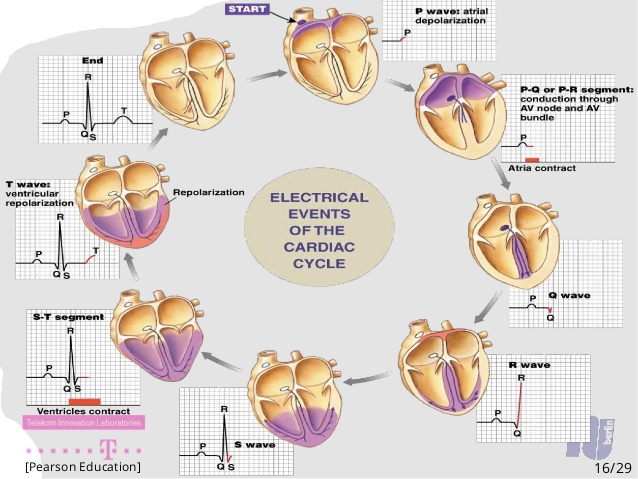 START
P wave: atrial
depolarization
P
P-Q or P-R segment:
conduction through
AV node and AV
bundle
P
Atria contract
P
Q wave
Q
R wave
R
P
Q
R
P
S wave
Q S
S-T segment
R
P
Q S
Ventricles contract
T wave:
ventricular
repolarization
R
P
T
Q S
Repolarization
End
R
P
T
Q S
ELECTRICAL
EVENTS
OF THE
CARDIAC
CYCLE
Telekom Innovation Laboratories
T
berlin
[Pearson Education]
16/29